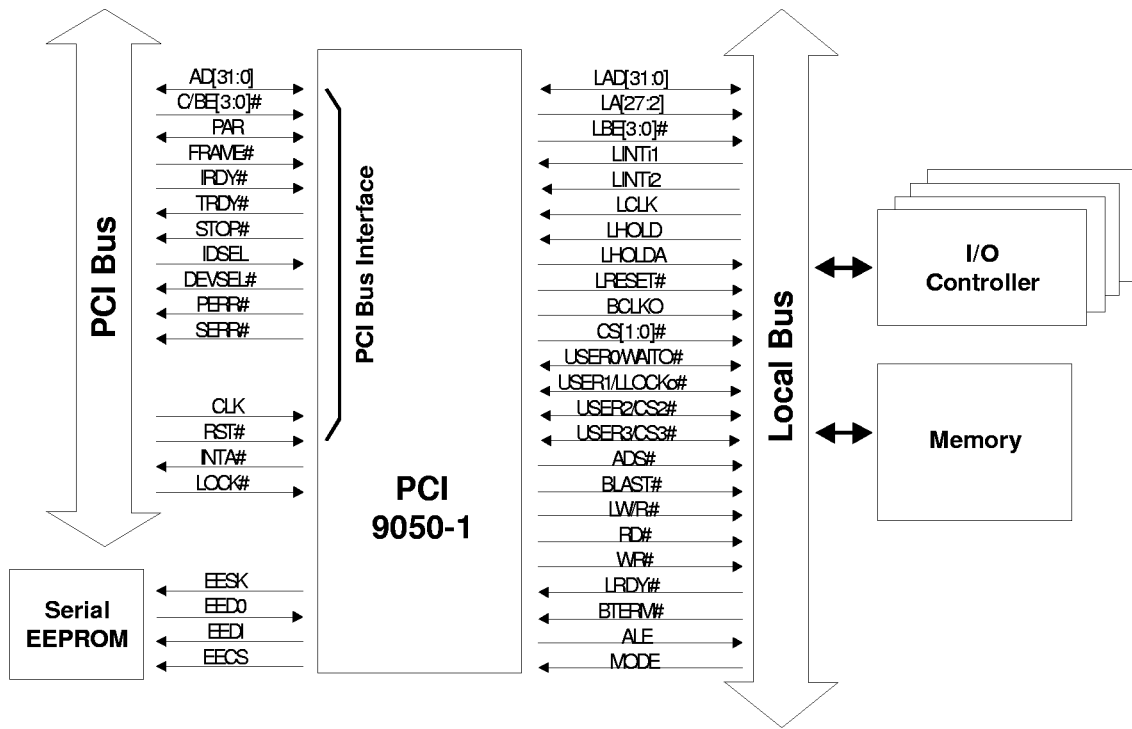 PCI Bus
AD[31:0]
C/BE[3:0]#
PAR
FRAME#
IRDY#
TRDY#
STOP#
IDSEL
DEVSEL#
PERR#
SERR#
CLK
RST#
INTA#
LOCK#
Serial
EEPROM
EESK
EED0
EEDI
EECS
PCI Bus Interface
PCI
9050-1
LAD[31:0]
LA[27:2]
LBE[3:0]#
LINTi1
LINTi2
LCLK
LHOLD
LHOLDA
LRESET#
BCLKO
CS[1:0]#
USER0/WAITO#
USER1/LLOCKo#
USER2/CS2#
USER3/CS3#
ADS#
BLAST#
LW/R#
RD#
WR#
LRDYi#
BTERM#
ALE
MODE
Local Bus
I/O
Controller
Memory